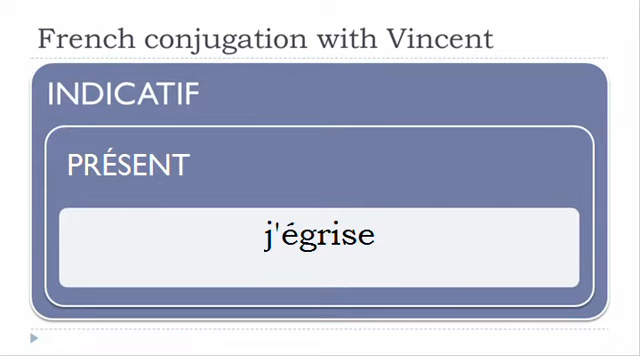 French conjugation with Vincent
INDICATIF
PRÉSENT
j'égrise